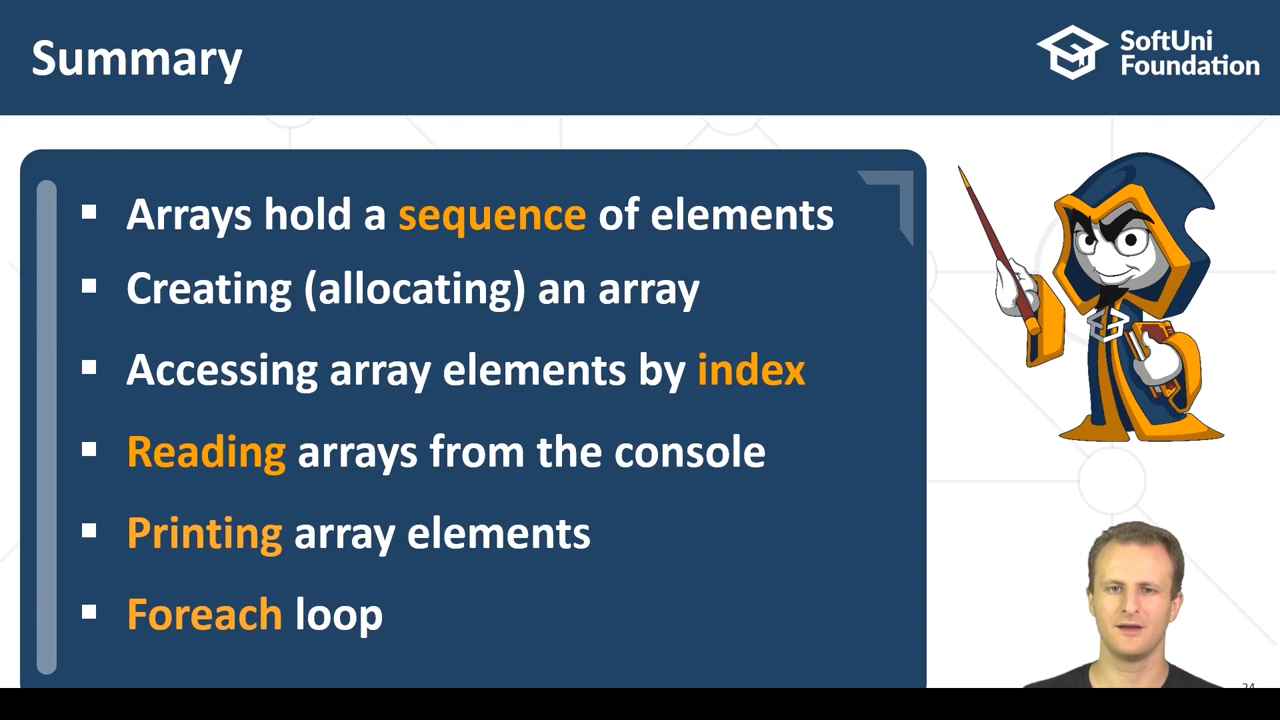 Summary
SoftUni
Foundation
Arrays hold a sequence of elements
Creating (allocating) an array
Accessing array elements by index
Reading arrays from the console
Printing array elements
Foreach loop